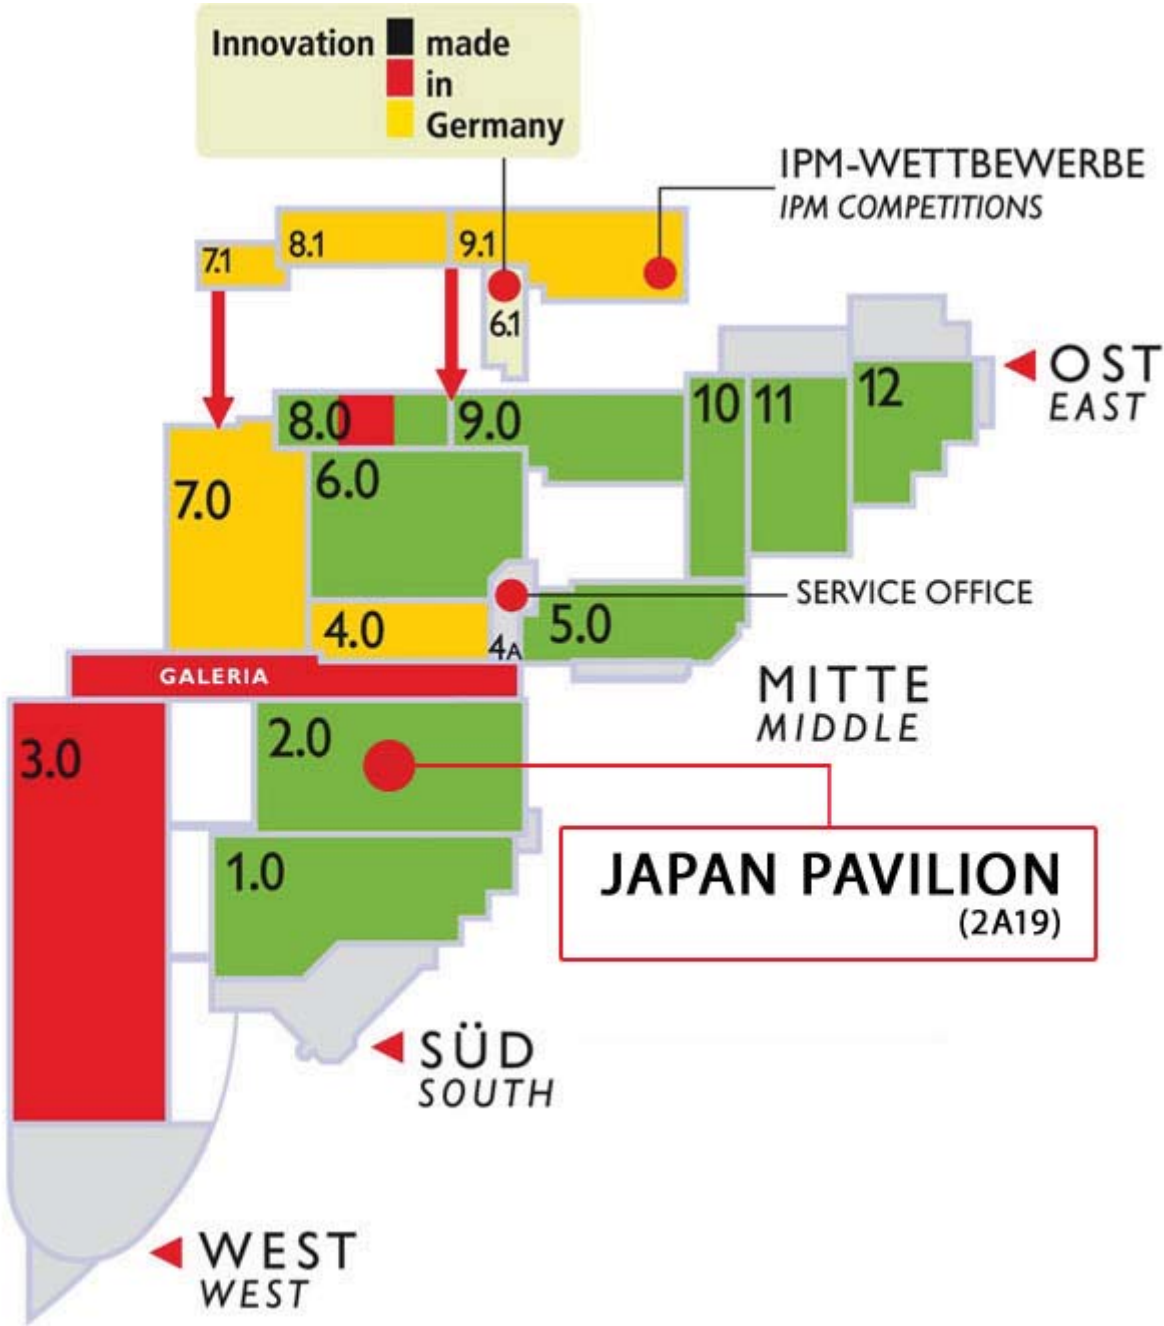 Innovation made
in
Germany
IPM-WETTBEWERBE
IPM COMPETITIONS
7.1
8.1
9.1
6.1
OST
EAST
8.0
9.0
10
11
12
7.0
6.0
SERVICE OFFICE
4.0
4A
5.0
GALERIA
MITTE
MIDDLE
3.0
2.0
JAPAN PAVILION
(2A19)
1.0
SÜD
SOUTH
WEST
WEST